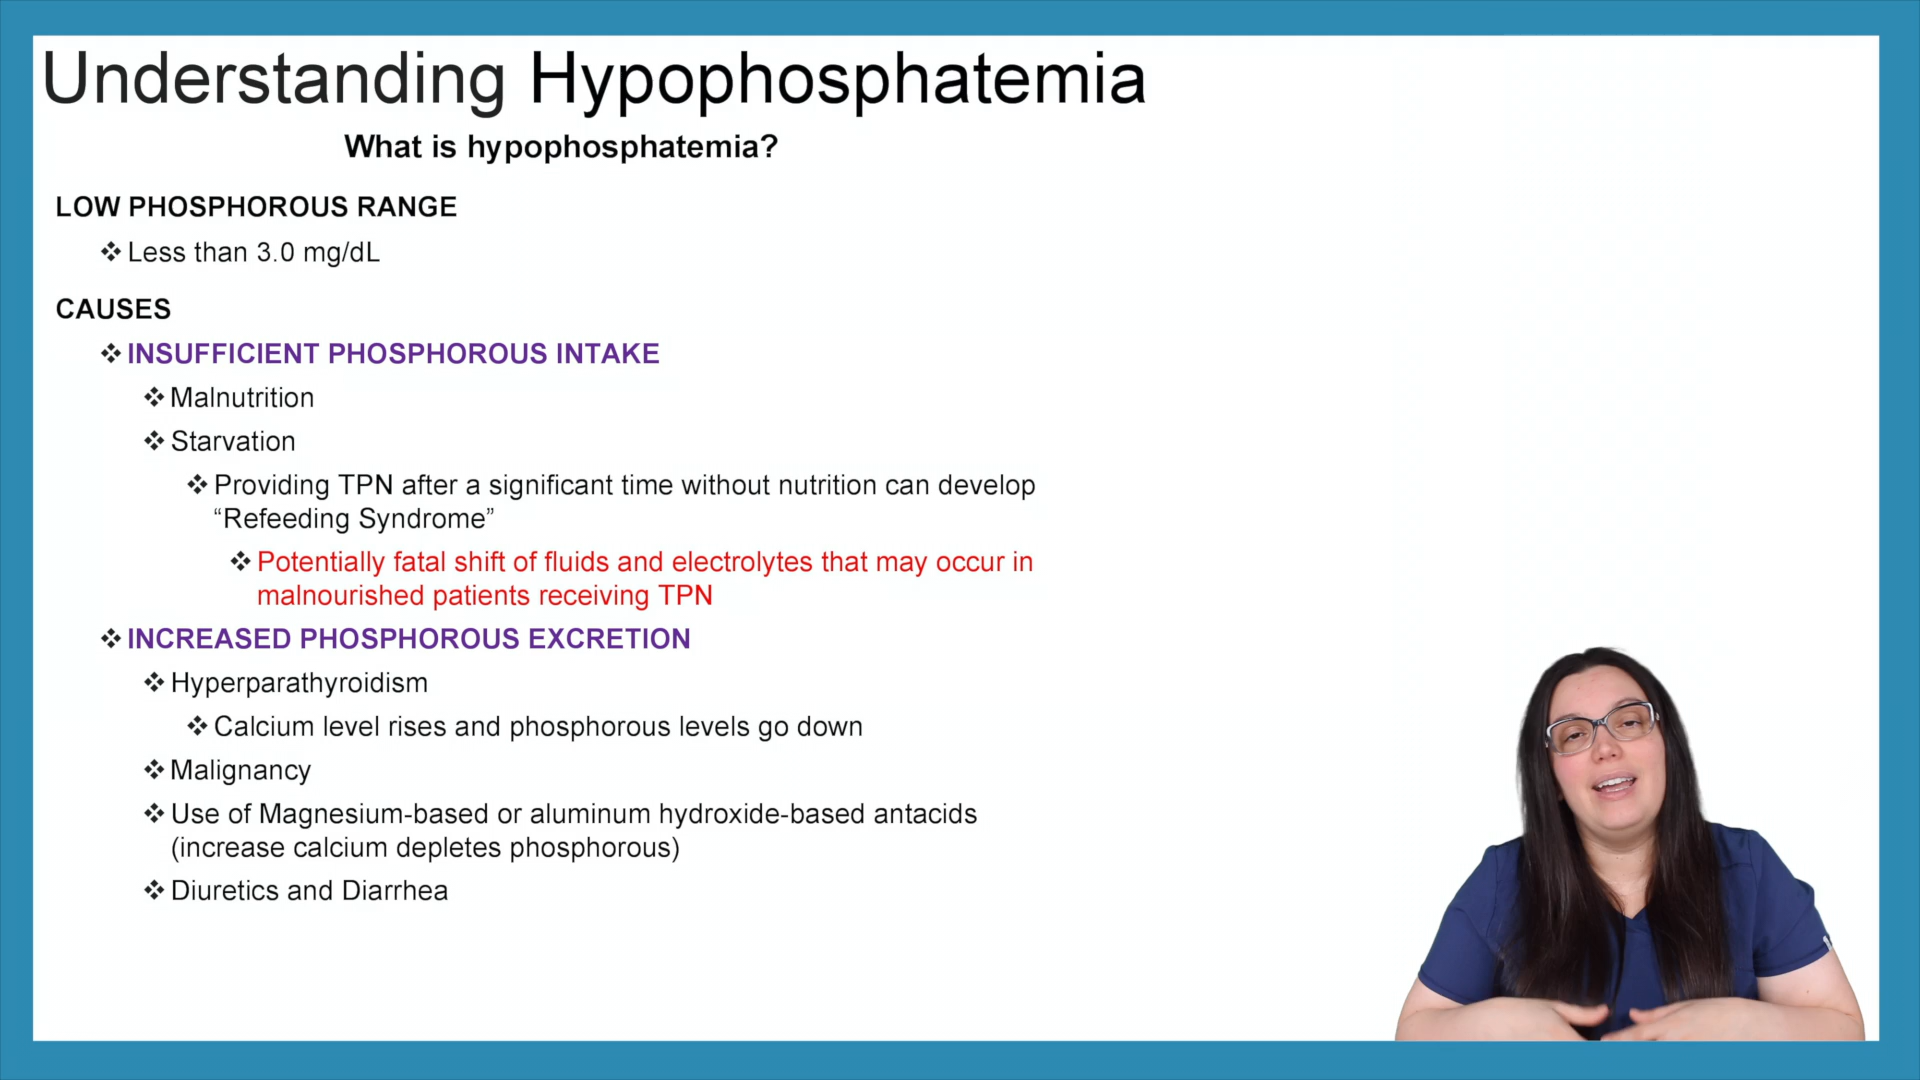 Understanding Hypophosphatemia
What is hypophosphatemia?
LOW PHOSPHOROUS RANGE
❖ Less than 3.0 mg/dL
CAUSES
❖ INSUFFICIENT PHOSPHOROUS INTAKE
❖ Malnutrition
❖ Starvation
❖ Providing TPN after a significant time without nutrition can develop
“Refeeding Syndrome”
❖ Potentially fatal shift of fluids and electrolytes that may occur in
malnourished patients receiving TPN
❖ INCREASED PHOSPHOROUS EXCRETION
❖ Hyperparathyroidism
❖ Calcium level rises and phosphorous levels go down
❖ Malignancy
❖ Use of Magnesium-based or aluminum hydroxide-based antacids
(increase calcium depletes phosphorous)
❖ Diuretics and Diarrhea